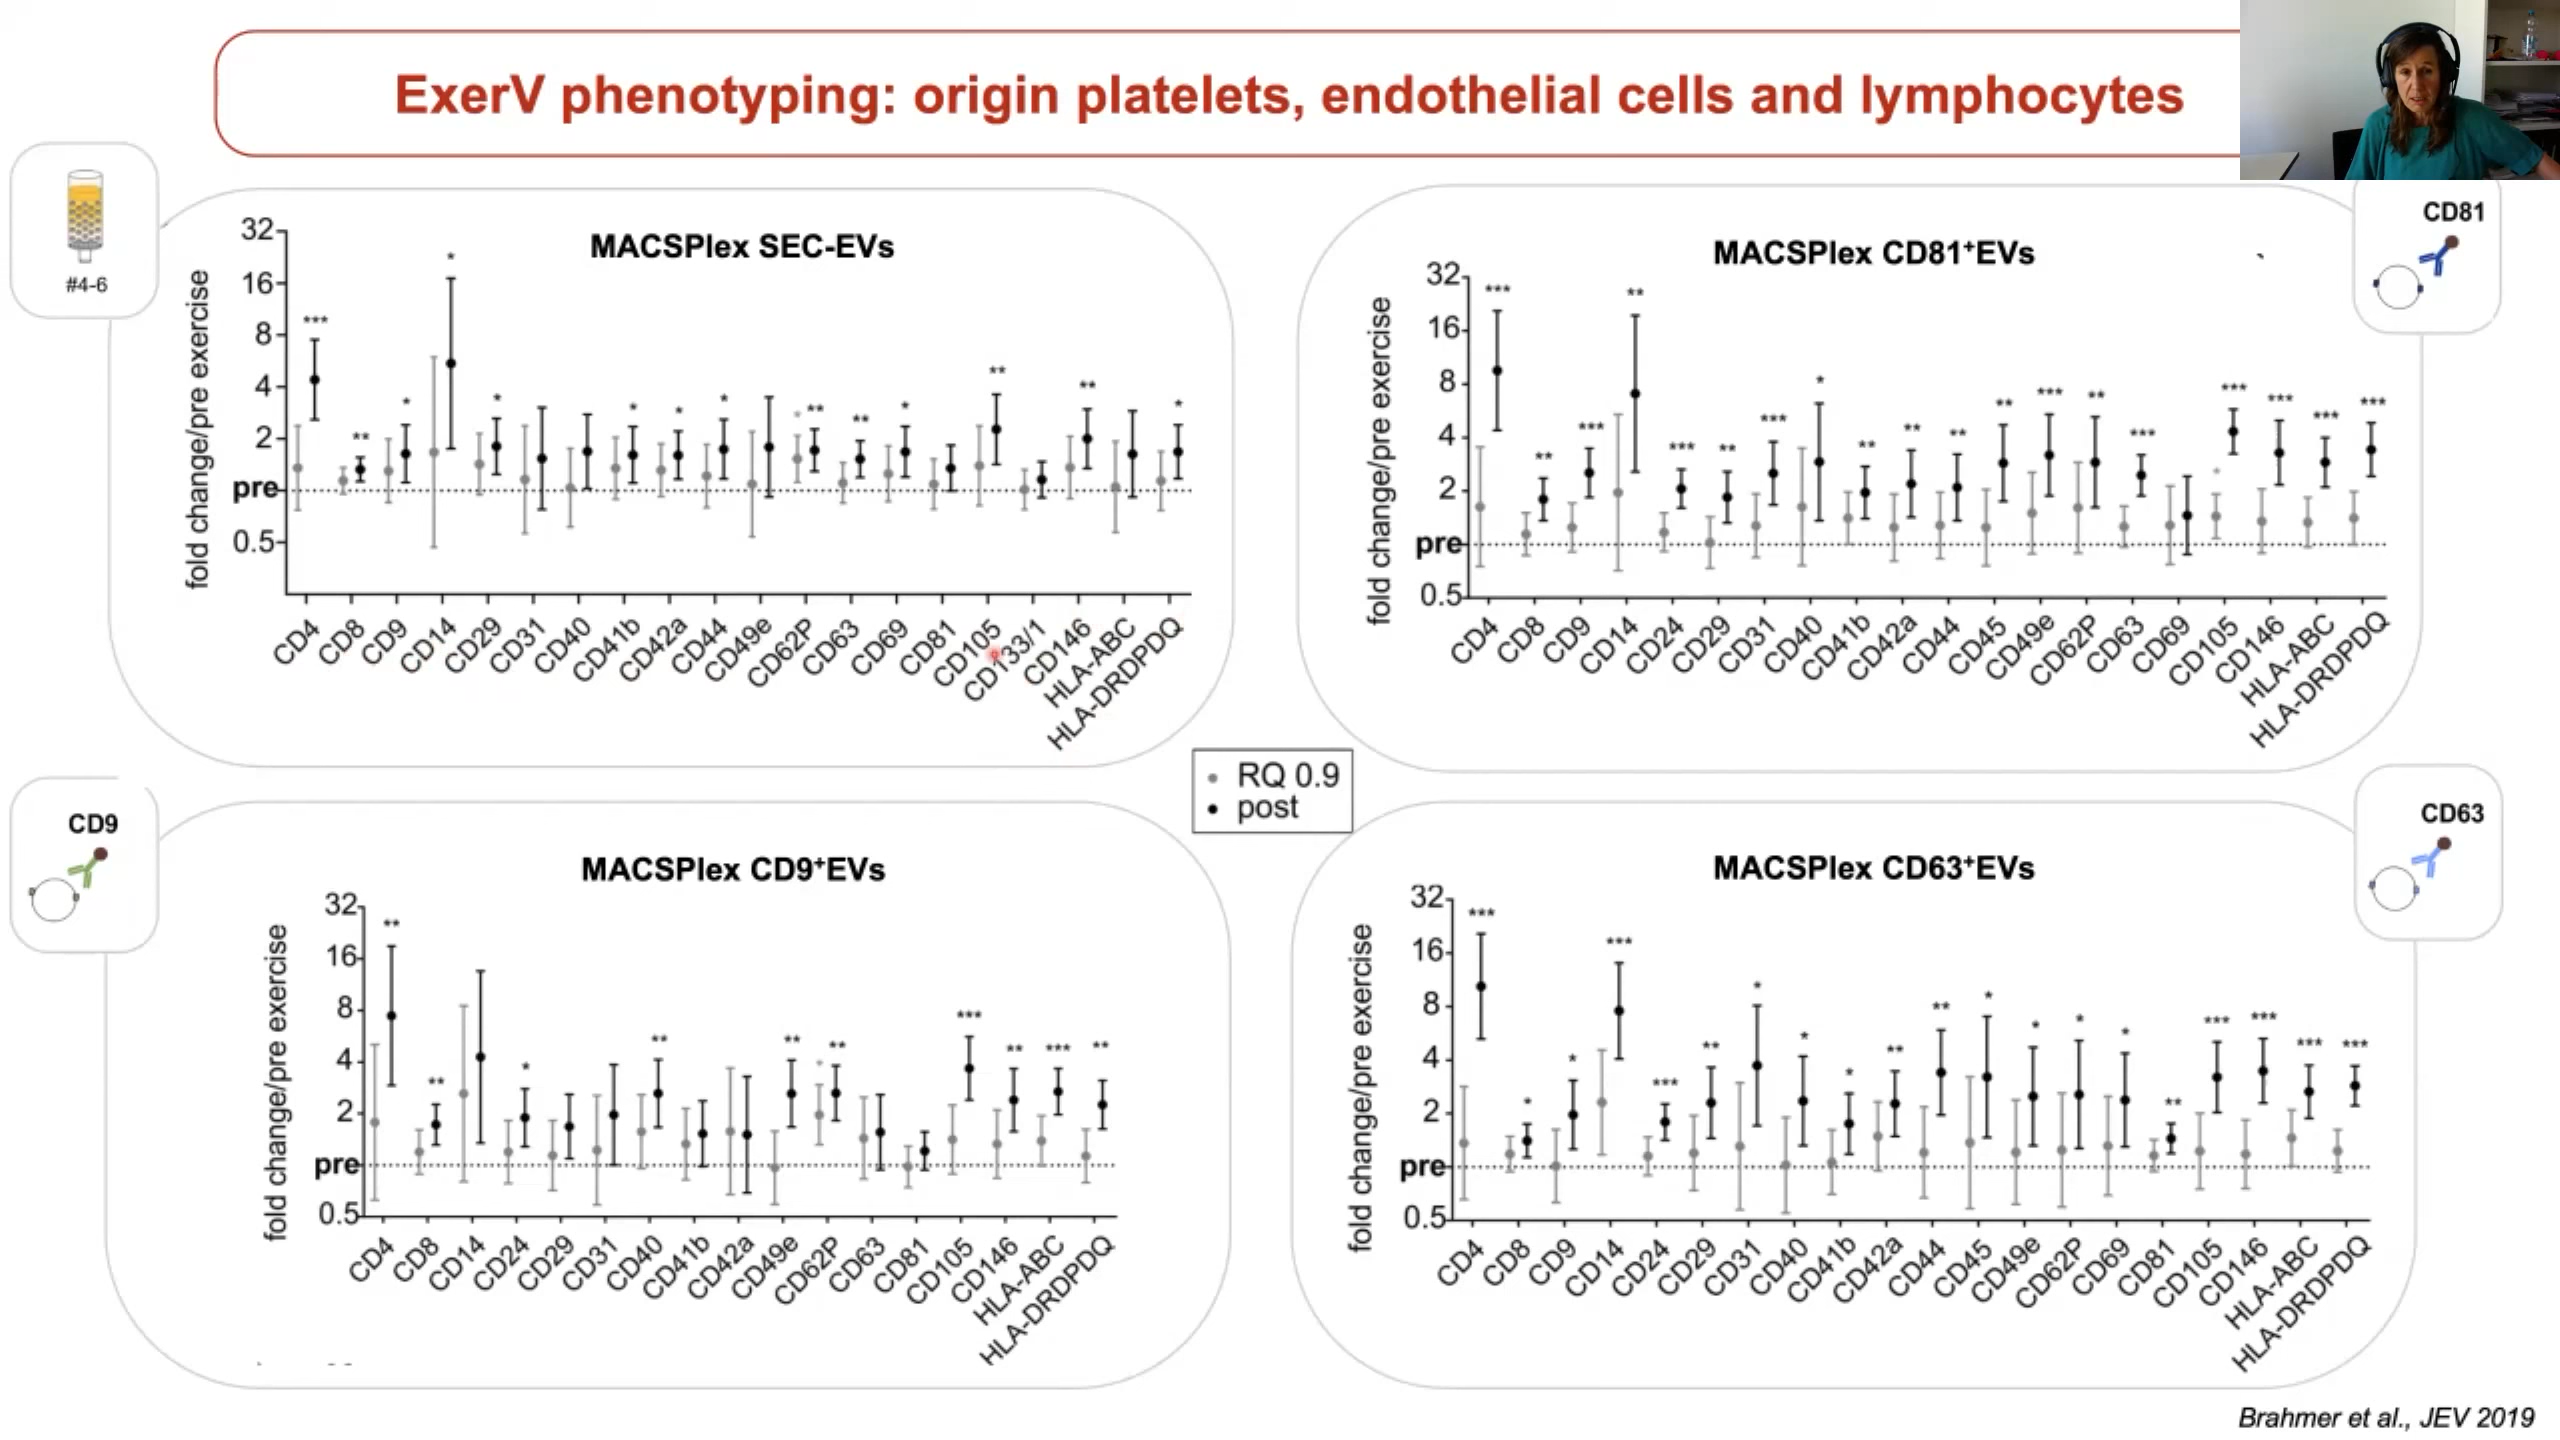 ExerV phenotyping: origin platelets, endothelial cells and lymphocytes
#4-6
MACSPlex SEC-EVs
fold change/pre exercise
32
16
8
4
2
pre
0.5
***
**
*
*
*
*
*
*
*
**
**
*
**
**
*
CD4
CD8
CD9
CD14
CD29
CD31
CD40
CD41b
CD42a
CD44
CD49e
CD62P
CD63
CD69
CD81
CD105
CD133/1
CD146
HLA-ABC
HLA-DRDPDQ
CD81
MACSPlex CD81⁺EVs
fold change/pre exercise
32
16
8
4
2
pre
0.5
***
**
***
**
***
**
***
*
**
**
**
**
***
**
***
*
***
***
***
***
CD4
CD8
CD9
CD14
CD24
CD29
CD31
CD40
CD41b
CD42a
CD44
CD45
CD49e
CD62P
CD63
CD69
CD105
CD146
HLA-ABC
HLA-DRDPDQ
RQ 0.9
post
CD9
MACSPlex CD9⁺EVs
fold change/pre exercise
32
16
8
4
2
pre
0.5
**
**
*
**
**
*
**
***
**
***
**
CD4
CD8
CD14
CD24
CD29
CD31
CD40
CD41b
CD42a
CD49e
CD62P
CD63
CD81
CD105
CD146
HLA-ABC
HLA-DRDPDQ
CD63
MACSPlex CD63⁺EVs
fold change/pre exercise
32
16
8
4
2
pre
0.5
***
*
*
***
***
**
*
*
*
**
**
*
*
*
*
**
***
***
***
***
CD4
CD8
CD9
CD14
CD24
CD29
CD31
CD40
CD41b
CD42a
CD44
CD45
CD49e
CD62P
CD69
CD81
CD105
CD146
HLA-ABC
HLA-DRDPDQ
Brahmer et al., JEV 2019